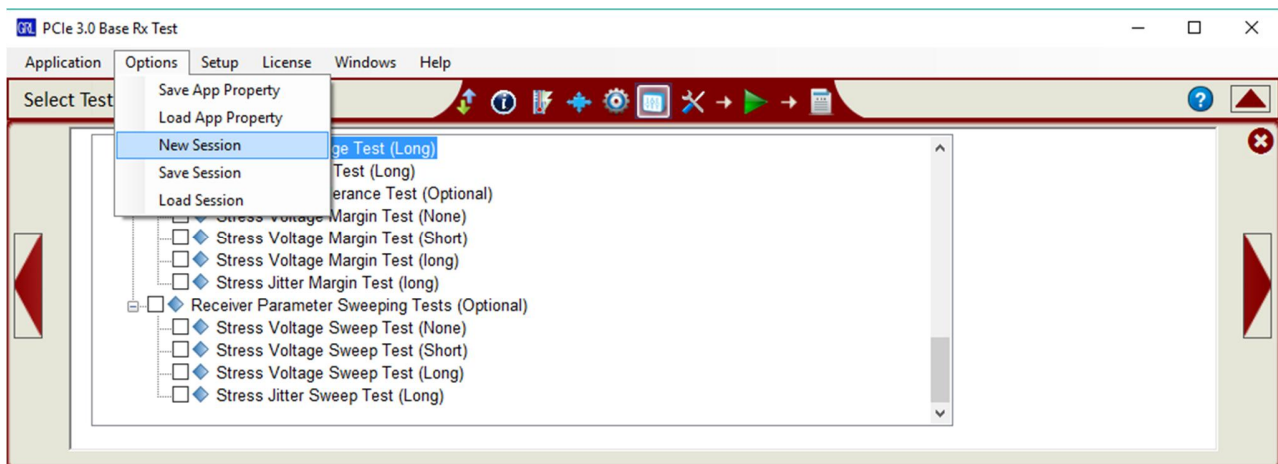 GRL PCIe 3.0 Base Rx Test
Application Options Setup License Windows Help
Select Test
Save App Property
Load App Property
New Session
Save Session
Load Session
ge Test (Long)
Test (Long)
erance Test (Optional)
Stress Voltage Margin Test (None)
Stress Voltage Margin Test (Short)
Stress Voltage Margin Test (long)
Stress Jitter Margin Test (long)
Receiver Parameter Sweeping Tests (Optional)
Stress Voltage Sweep Test (None)
Stress Voltage Sweep Test (Short)
Stress Voltage Sweep Test (Long)
Stress Jitter Sweep Test (Long)